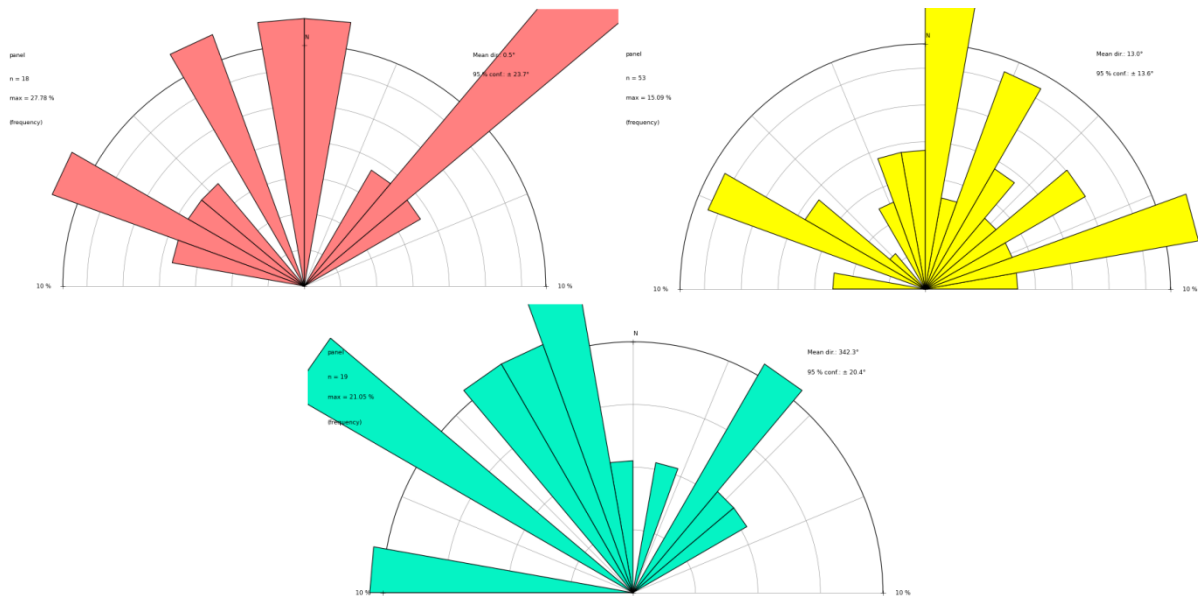 panel
n = 18
max = 27.78 %
(frequency)
N
Mean dir.: 0.5°
95 % conf.: ± 23.7°
10 %
10 %
panel
n = 53
max = 15.09 %
(frequency)
N
Mean dir.: 13.0°
95 % conf.: ± 13.6°
10 %
10 %
panel
n = 19
max = 21.05 %
(frequency)
N
Mean dir.: 342.3°
95 % conf.: ± 20.4°
10 %
10 %